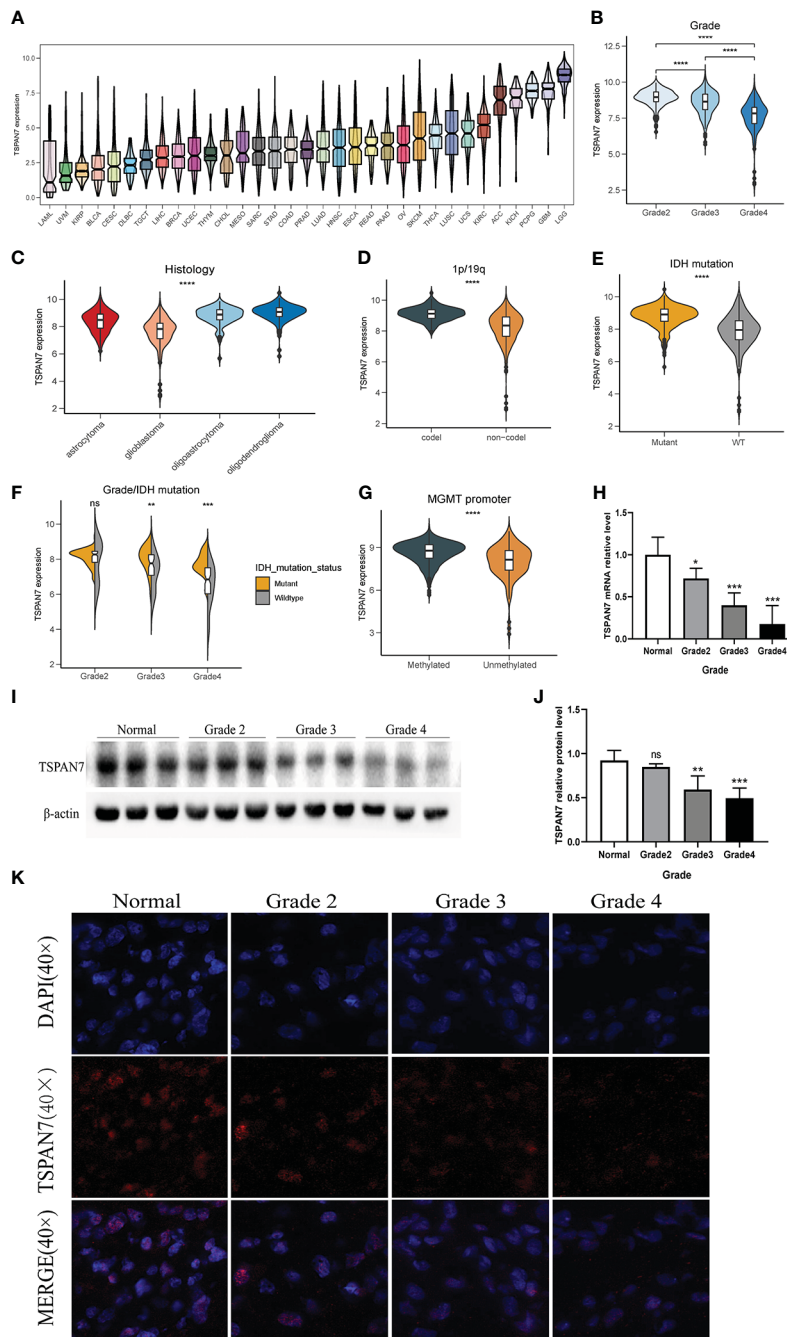 A
TSPAN7 expression
10.0
7.5
5.0
2.5
0.0
LAML UVM KIRP BLCA CESC DLBC TGCT LIHC BRCA UCEC THYM CHOL MESO SARC STAD COAD PRAD LUAD HNSC ESCA READ PAAD OV SKCM THCA LUSC UCS KIRC ACC KICH PCPG GBM LGG
B
Grade
****
**** ****
TSPAN7 expression
12.5
10.0
7.5
5.0
2.5
Grade2 Grade3 Grade4
C
Histology
****
TSPAN7 expression
10
8
6
4
2
astrocytoma glioblastoma oligoastrocytoma oligodendroglioma
D
1p/19q
****
TSPAN7 expression
10
8
6
4
2
codel non-codel
E
IDH mutation
****
TSPAN7 expression
10
8
6
4
2
Mutant WT
F
Grade/IDH mutation
ns ** ***
TSPAN7 expression
10
8
6
4
2
Grade2 Grade3 Grade4
IDH_mutation_status
Mutant
Wildtype
G
MGMT promoter
****
TSPAN7 expression
9
6
3
Methylated Unmethylated
H
TSPAN7 mRNA relative level
1.5
1.0
0.5
0.0
* *** ***
Normal Grade2 Grade3 Grade4
Grade
I
Normal Grade 2 Grade 3 Grade 4
TSPAN7
β-actin
J
TSPAN7 relative protein level
1.5
1.0
0.5
0.0
ns ** ***
Normal Grade2 Grade3 Grade4
Grade
K
Normal Grade 2 Grade 3 Grade 4
DAPI(40×)
TSPAN7(40×)
MERGE(40×)